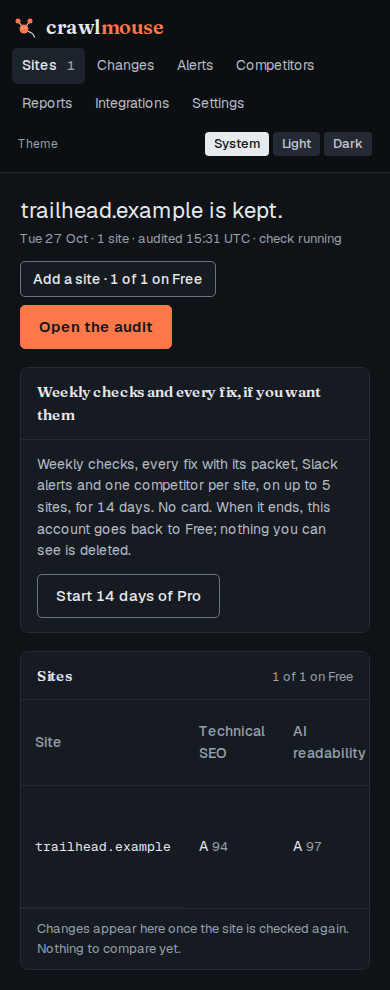 crawlmouse
Sites 1 Changes Alerts Competitors
Reports Integrations Settings
Theme System Light Dark
trailhead.example is kept.
Tue 27 Oct · 1 site · audited 15:31 UTC · check running
Add a site · 1 of 1 on Free
Open the audit
Weekly checks and every fix, if you want
them
Weekly checks, every fix with its packet, Slack
alerts and one competitor per site, on up to 5
sites, for 14 days. No card. When it ends, this
account goes back to Free; nothing you can
see is deleted.
Start 14 days of Pro
Sites 1 of 1 on Free
Site Technical SEO AI readability
trailhead.example A 94 A 97
Changes appear here once the site is checked again.
Nothing to compare yet.